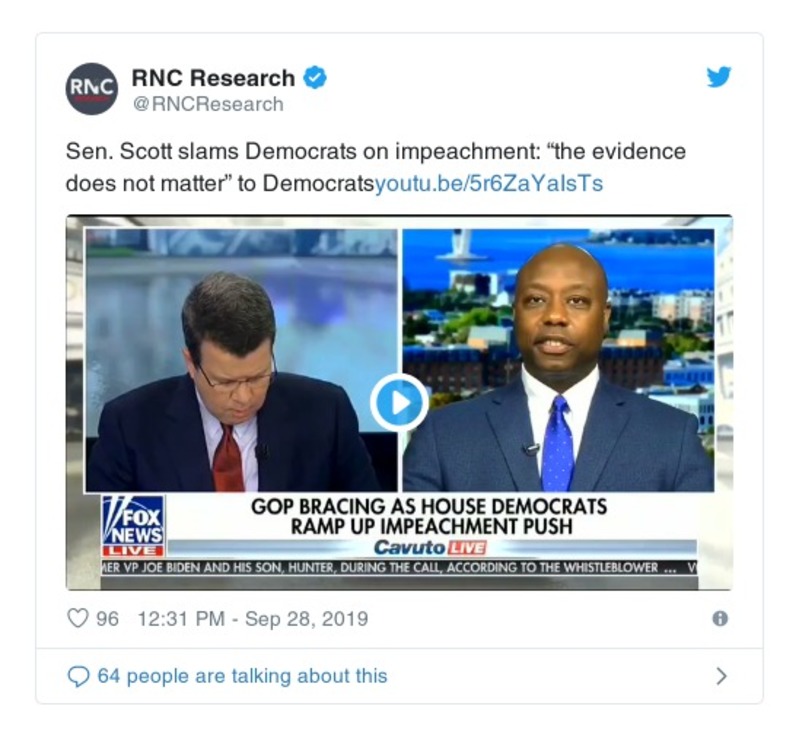 RNC
RNC Research
@RNCResearch
Sen. Scott slams Democrats on impeachment: “the evidence
does not matter” to Democratsyoutu.be/5r6ZaYaIsTs
FOX
NEWS
LIVE
GOP BRACING AS HOUSE DEMOCRATS
RAMP UP IMPEACHMENT PUSH
Cavuto LIVE
MER VP JOE BIDEN AND HIS SON, HUNTER, DURING THE CALL, ACCORDING TO THE WHISTLEBLOWER ...
96 12:31 PM - Sep 28, 2019
64 people are talking about this